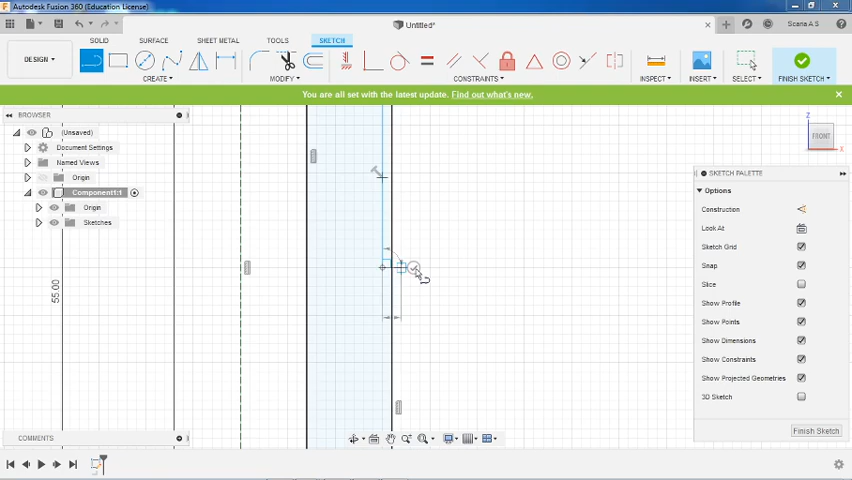 Autodesk Fusion 360 (Education License)
Untitled*
Scaria A S
SOLID SURFACE SHEET METAL TOOLS SKETCH
DESIGN
CREATE MODIFY CONSTRAINTS INSPECT INSERT SELECT FINISH SKETCH
You are all set with the latest update. Find out what's new.
BROWSER
(Unsaved)
Document Settings
Named Views
Origin
Component1:1
Origin
Sketches
55.00
Z
FRONT
X
SKETCH PALETTE
Options
Construction
Look At
Sketch Grid
Snap
Slice
Show Profile
Show Points
Show Dimensions
Show Constraints
Show Projected Geometries
3D Sketch
Finish Sketch
COMMENTS